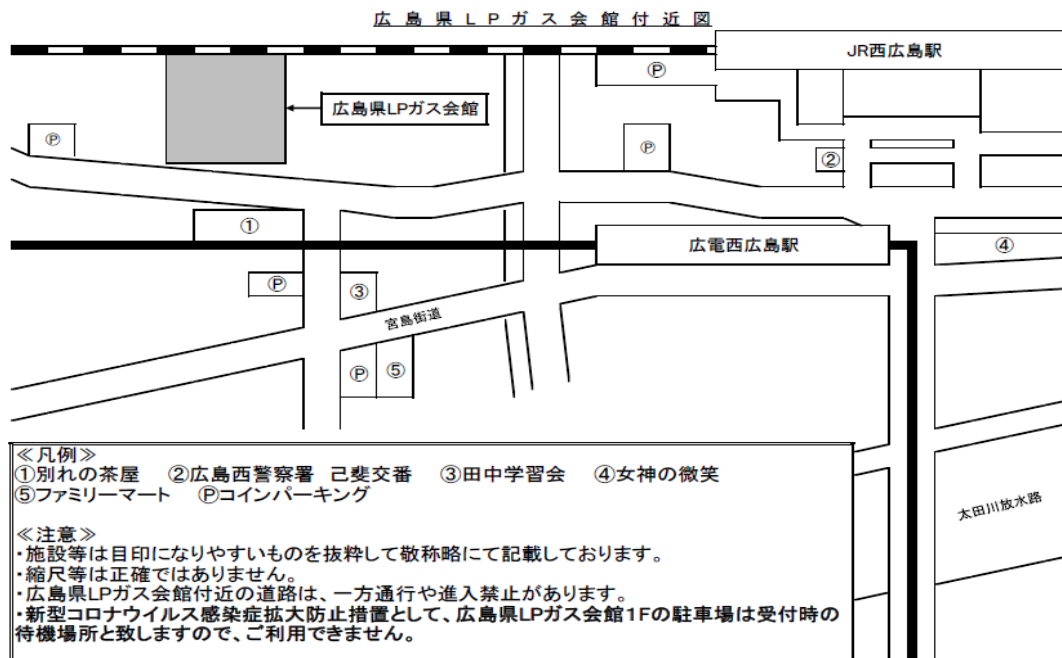 広島県LPガス会館付近図
JR西広島駅
Ⓟ
広島県LPガス会館
Ⓟ
Ⓟ
②
①
広電西広島駅
④
Ⓟ
③
宮島街道
Ⓟ
⑤
≪凡例≫
①別れの茶屋 ②広島西警察署 己斐交番 ③田中学習会 ④女神の微笑
⑤ファミリーマート Ⓟコインパーキング
太田川放水路
≪注意≫
・施設等は目印になりやすいものを抜粋して敬称略にて記載しております。
・縮尺等は正確ではありません。
・広島県LPガス会館付近の道路は、一方通行や進入禁止があります。
・新型コロナウイルス感染症拡大防止措置として、広島県LPガス会館1Fの駐車場は受付時の
待機場所と致しますので、ご利用できません。